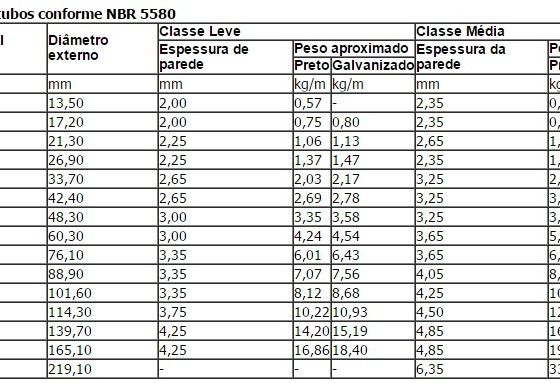 tubos conforme NBR 5580
l Diâmetro externo Classe Leve Classe Média
Espessura de parede Peso aproximado Espessura da parede
Preto Galvanizado
mm mm kg/m kg/m mm
13,50 2,00 0,57 - 2,35 0,
17,20 2,00 0,75 0,80 2,35 0,
21,30 2,25 1,06 1,13 2,65 1,
26,90 2,25 1,37 1,47 2,35 1,
33,70 2,65 2,03 2,17 3,25 2,
42,40 2,65 2,69 2,78 3,25 3,
48,30 3,00 3,35 3,58 3,25 3,
60,30 3,00 4,24 4,54 3,65 5,
76,10 3,35 6,01 6,43 3,65 6,
88,90 3,35 7,07 7,56 4,05 8,
101,60 3,35 8,12 8,68 4,25 10
114,30 3,75 10,22 10,93 4,50 12
139,70 4,25 14,20 15,19 4,85 16
165,10 4,25 16,86 18,40 4,85 19
219,10 - - - 6,35 33